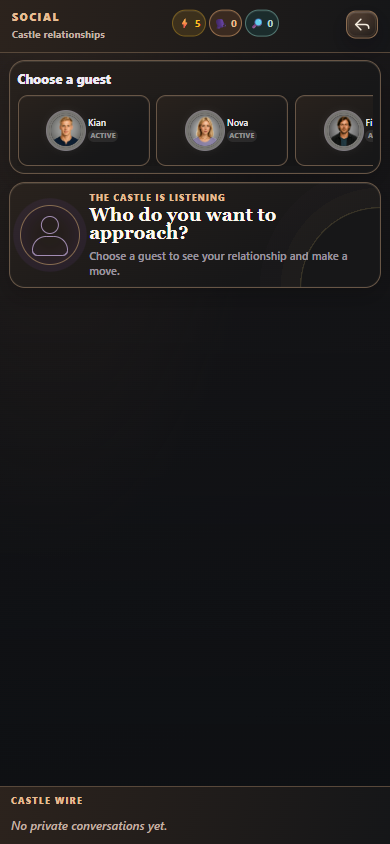 SOCIAL
Castle relationships
5
0
0
Choose a guest
Kian
ACTIVE
Nova
ACTIVE
Fi
A
THE CASTLE IS LISTENING
Who do you want to
approach?
Choose a guest to see your relationship and make a
move.
CASTLE WIRE
No private conversations yet.